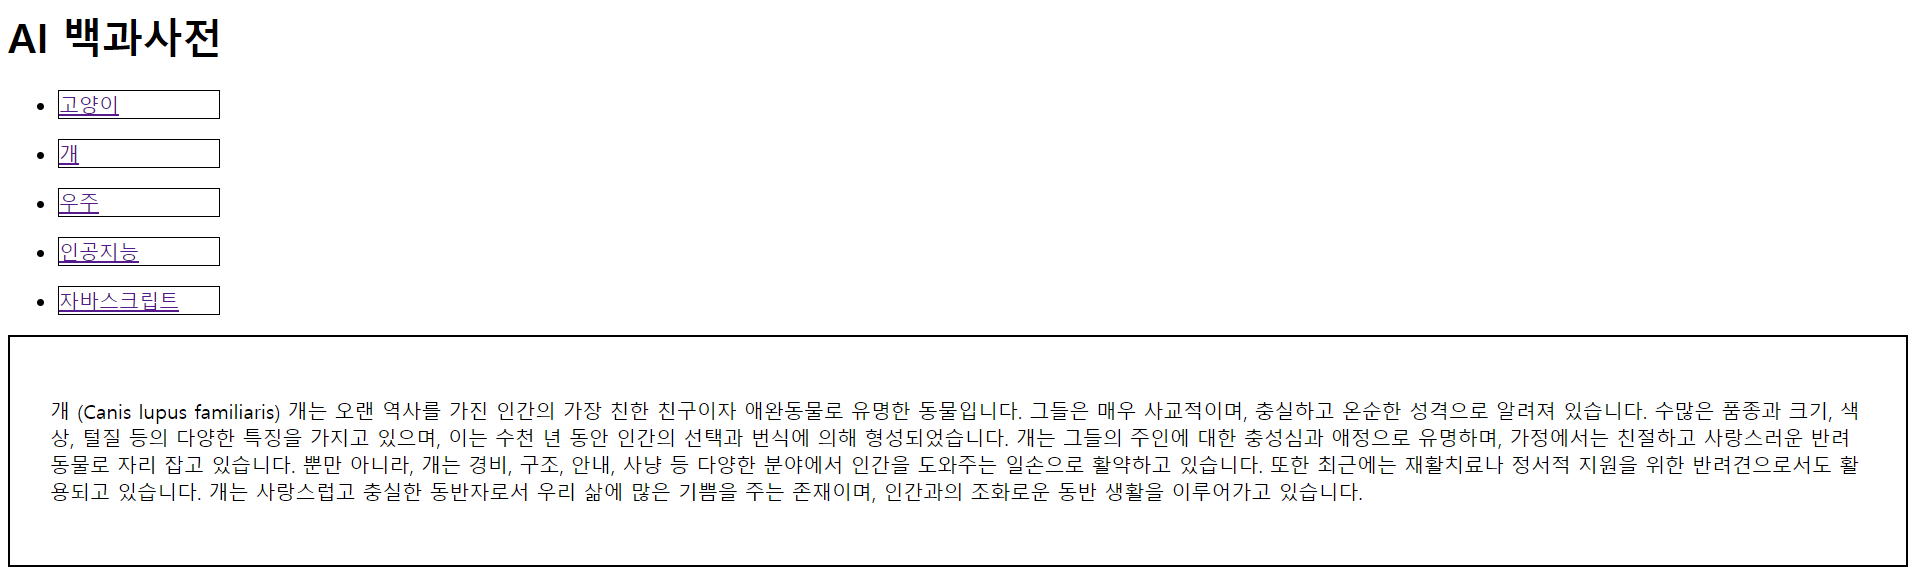 AI 백과사전
고양이
개
우주
인공지능
자바스크립트
개 (Canis lupus familiaris) 개는 오랜 역사를 가진 인간의 가장 친한 친구이자 애완동물로 유명한 동물입니다. 그들은 매우 사교적이며, 충실하고 온순한 성격으로 알려져 있습니다. 수많은 품종과 크기, 색
상, 털질 등의 다양한 특징을 가지고 있으며, 이는 수천 년 동안 인간의 선택과 번식에 의해 형성되었습니다. 개는 그들의 주인에 대한 충성심과 애정으로 유명하며, 가정에서는 친절하고 사랑스러운 반려
동물로 자리 잡고 있습니다. 뿐만 아니라, 개는 경비, 구조, 안내, 사냥 등 다양한 분야에서 인간을 도와주는 일손으로 활약하고 있습니다. 또한 최근에는 재활치료나 정서적 지원을 위한 반려견으로서도 활
용되고 있습니다. 개는 사랑스럽고 충실한 동반자로서 우리 삶에 많은 기쁨을 주는 존재이며, 인간과의 조화로운 동반 생활을 이루어가고 있습니다.